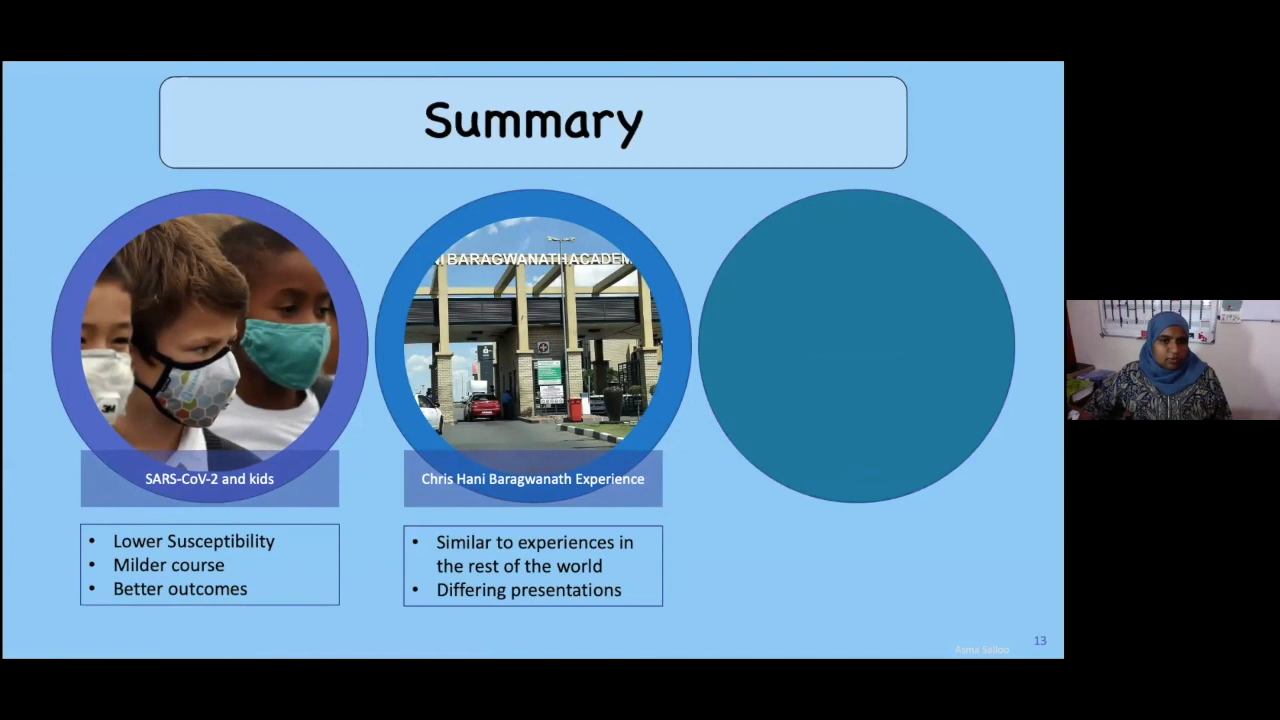 Summary
I BARAGWANATH ACADEM
3M
SARS-CoV-2 and kids
Chris Hani Baragwanath Experience
• Lower Susceptibility
• Milder course
• Better outcomes
• Similar to experiences in
the rest of the world
• Differing presentations
Asma Salloo
13